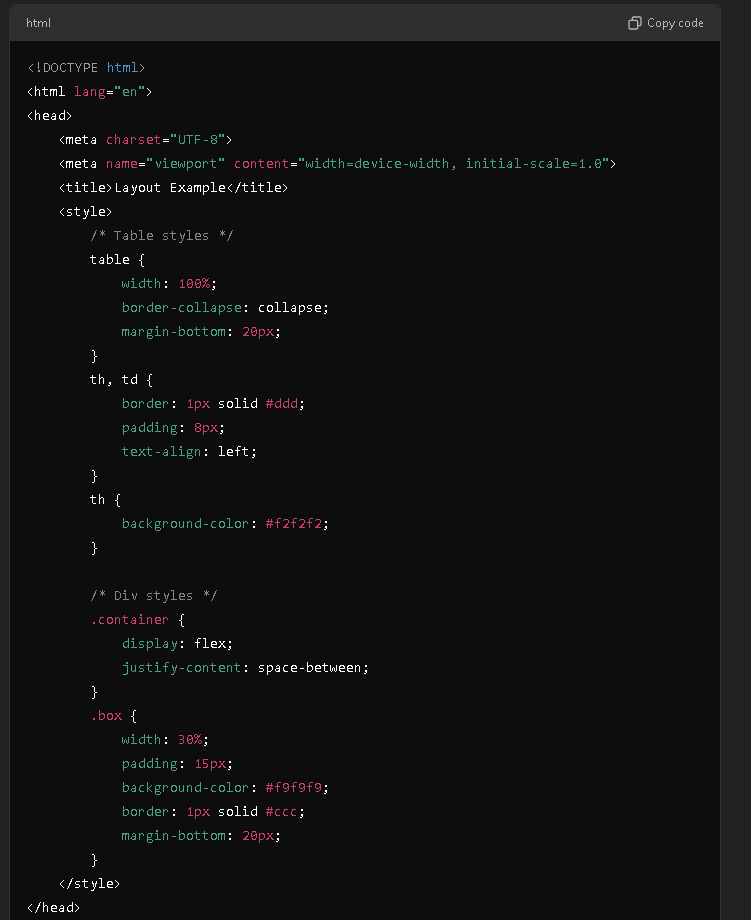 html
Copy code
<!DOCTYPE html>
<html lang="en">
<head>
    <meta charset="UTF-8">
    <meta name="viewport" content="width=device-width, initial-scale=1.0">
    <title>Layout Example</title>
    <style>
        /* Table styles */
        table {
            width: 100%;
            border-collapse: collapse;
            margin-bottom: 20px;
        }
        th, td {
            border: 1px solid #ddd;
            padding: 8px;
            text-align: left;
        }
        th {
            background-color: #f2f2f2;
        }

        /* Div styles */
        .container {
            display: flex;
            justify-content: space-between;
        }
        .box {
            width: 30%;
            padding: 15px;
            background-color: #f9f9f9;
            border: 1px solid #ccc;
            margin-bottom: 20px;
        }
    </style>
</head>